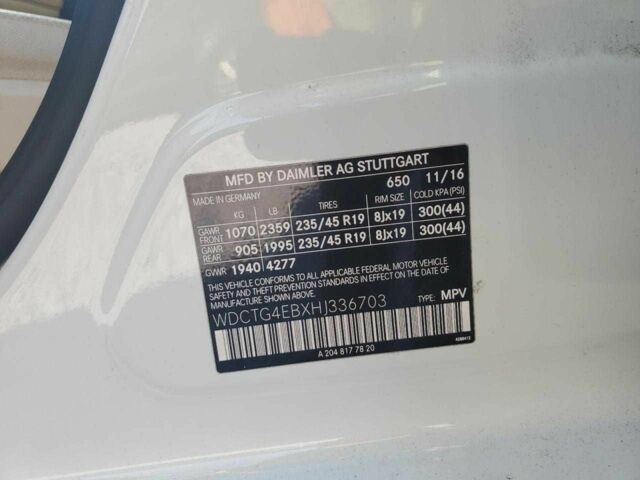 MFD BY DAIMLER AG STUTTGART
MADE IN GERMANY 650 11/16
KG LB TIRES RIM SIZE COLD KPA (PSI)
GAWR FRONT 1070 2359 235/45 R19 8Jx19 300(44)
GAWR REAR 905 1995 235/45 R19 8Jx19 300(44)
GVWR 1940 4277
THIS VEHICLE CONFORMS TO ALL APPLICABLE FEDERAL MOTOR VEHICLE
SAFETY AND THEFT PREVENTION STANDARDS IN EFFECT ON THE DATE
OF MANUFACTURE SHOWN ABOVE.
WDCTG4EBXHJ336703 TYPE: MPV
A 204 817 78 20